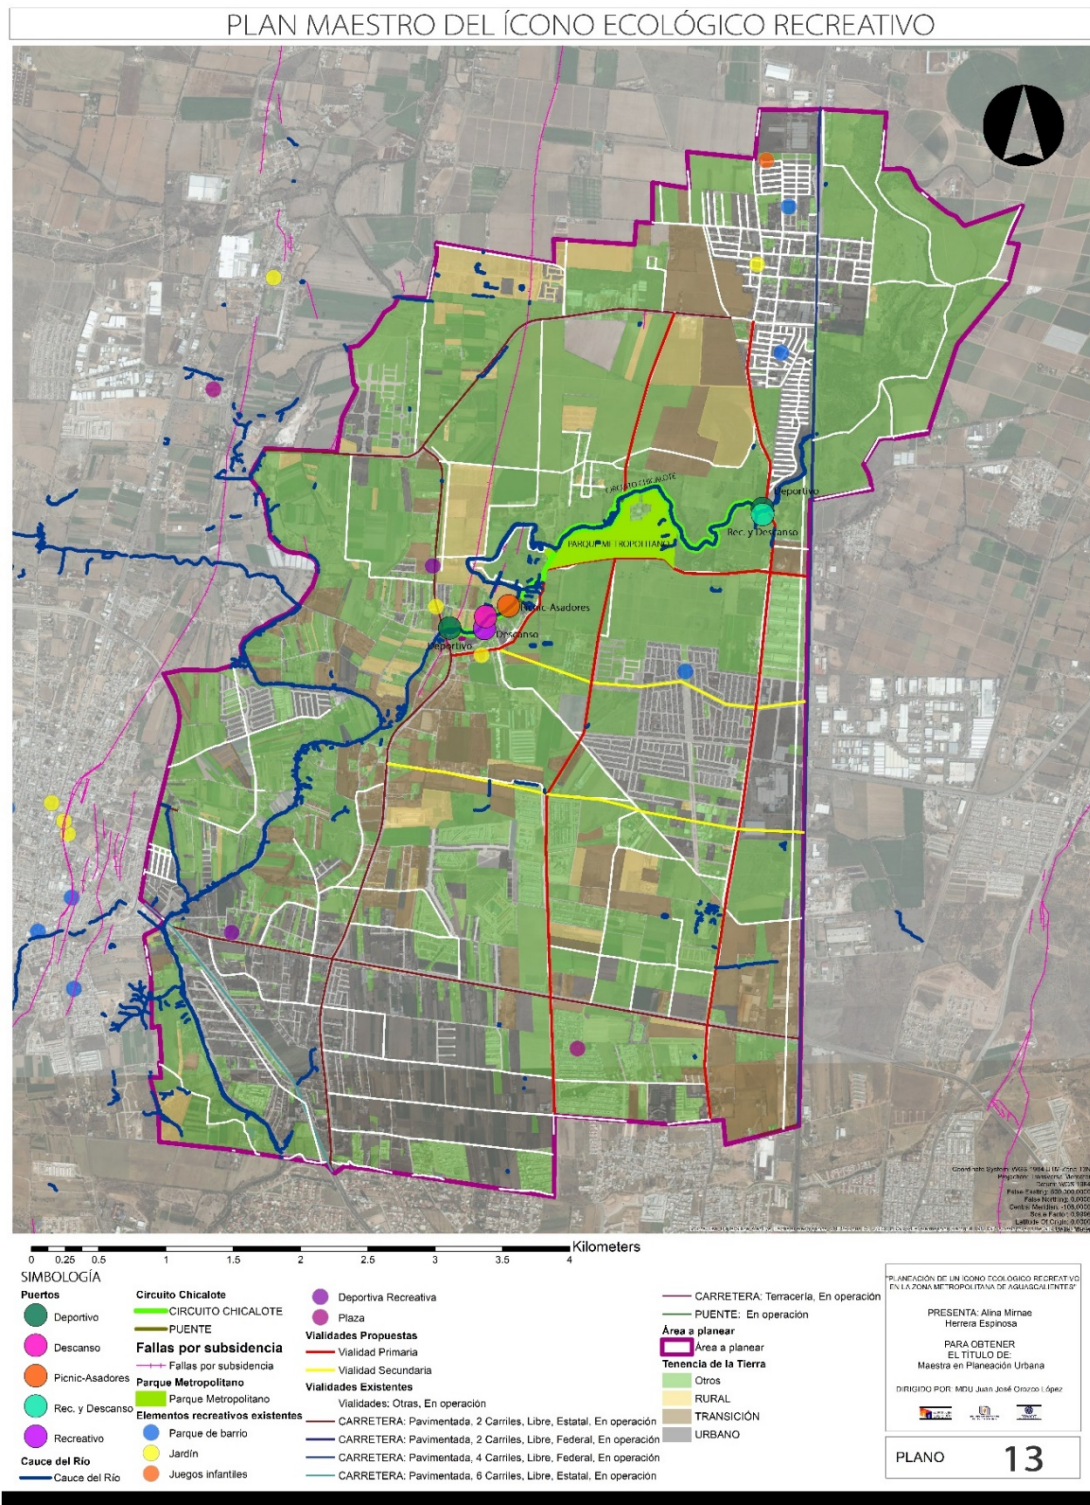 PLAN MAESTRO DEL ÍCONO ECOLÓGICO RECREATIVO
CIRCUITO CHICALOTE
Deportivo
Rec. y Descanso
PARQUE METROPOLITANO
Picnic-Asadores
Descanso
Deportivo
0 0.25 0.5 1 1.5 2 2.5 3 3.5 4
Kilometers
SIMBOLOGÍA
Puertos
Deportivo
Descanso
Picnic-Asadores
Rec. y Descanso
Recreativo
Cauce del Río
Cauce del Río
Circuito Chicalote
CIRCUITO CHICALOTE
PUENTE
Fallas por subsidencia
Fallas por subsidencia
Parque Metropolitano
Parque Metropolitano
Elementos recreativos existentes
Parque de barrio
Jardín
Juegos infantiles
Deportiva Recreativa
Plaza
Vialidades Propuestas
Vialidad Primaria
Vialidad Secundaria
Vialidades Existentes
Vialidades: Otras, En operación
CARRETERA: Pavimentada, 2 Carriles, Libre, Estatal, En operación
CARRETERA: Pavimentada, 2 Carriles, Libre, Federal, En operación
CARRETERA: Pavimentada, 4 Carriles, Libre, Federal, En operación
CARRETERA: Pavimentada, 6 Carriles, Libre, Estatal, En operación
CARRETERA: Terracería, En operación
PUENTE: En operación
Área a planear
Área a planear
Tenencia de la Tierra
Otros
RURAL
TRANSICIÓN
URBANO
"PLANEACIÓN DE UN ÍCONO ECOLÓGICO RECREATIVO
EN LA ZONA METROPOLITANA DE AGUASCALIENTES"
PRESENTA: Alina Mirnae
Herrera Espinosa
PARA OBTENER
EL TÍTULO DE:
Maestra en Planeación Urbana
DIRIGIDO POR: MDU Juan José Orozco López
PLANO 13